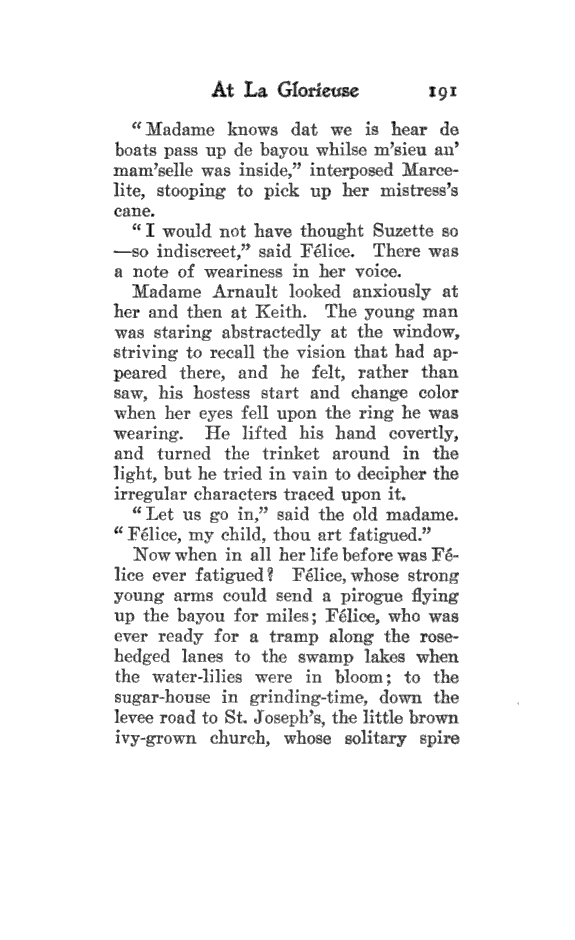 At La Glorieuse 191
“Madame knows dat we is hear de
boats pass up de bayou whilse m’sieu an’
mam’selle was inside,” interposed Marce-
lite, stooping to pick up her mistress’s
cane.
“I would not have thought Suzette so
—so indiscreet,” said Félice. There was
a note of weariness in her voice.
Madame Arnault looked anxiously at
her and then at Keith. The young man
was staring abstractedly at the window,
striving to recall the vision that had ap-
peared there, and he felt, rather than
saw, his hostess start and change color
when her eyes fell upon the ring he was
wearing. He lifted his hand covertly,
and turned the trinket around in the
light, but he tried in vain to decipher the
irregular characters traced upon it.
“Let us go in,” said the old madame.
“Félice, my child, thou art fatigued.”
Now when in all her life before was Fé-
lice ever fatigued? Félice, whose strong
young arms could send a pirogue flying
up the bayou for miles; Félice, who was
ever ready for a tramp along the rose-
hedged lanes to the swamp lakes when
the water-lilies were in bloom; to the
sugar-house in grinding-time, down the
levee road to St. Joseph’s, the little brown
ivy-grown church, whose solitary spire